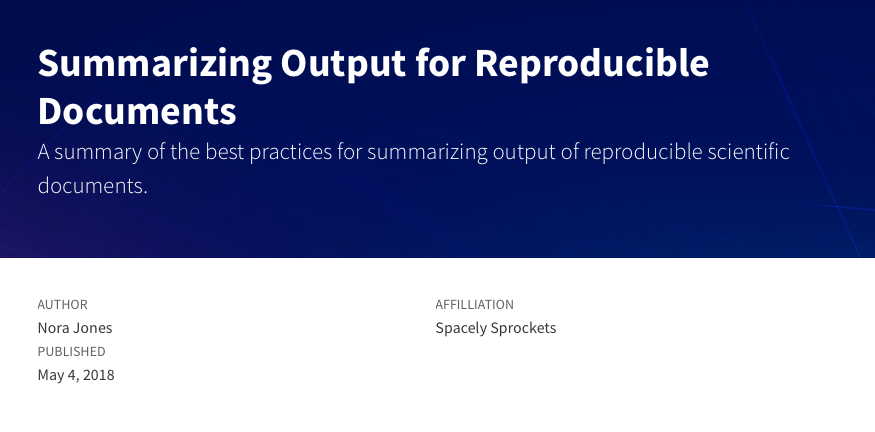 Summarizing Output for Reproducible
Documents
A summary of the best practices for summarizing output of reproducible scientific
documents.
AUTHOR
Nora Jones
PUBLISHED
May 4, 2018
AFFILLIATION
Spacely Sprockets